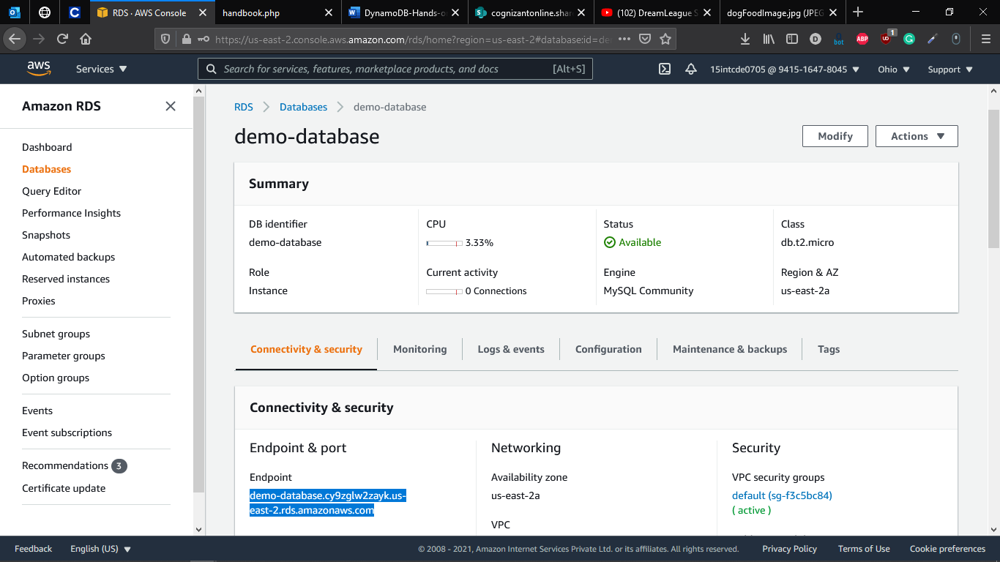 RDS · AWS Console
handbook.php
DynamoDB-Hands-o
cognizantonline.shar
(102) DreamLeague S
dogFoodImage.jpg (JPEG
https://us-east-2.console.aws.amazon.com/rds/home?region=us-east-2#database:id=de
D
bot
ABP
UD 1
G
aws
Services
Search for services, features, marketplace products, and docs [Alt+S]
15intcde0705 @ 9415-1647-8045
Ohio
Support
Amazon RDS
Dashboard
Databases
Query Editor
Performance Insights
Snapshots
Automated backups
Reserved instances
Proxies
Subnet groups
Parameter groups
Option groups
Events
Event subscriptions
Recommendations 3
Certificate update
RDS > Databases > demo-database
demo-database
Modify
Actions
Summary
DB identifier
demo-database
CPU
3.33%
Status
Available
Class
db.t2.micro
Role
Instance
Current activity
0 Connections
Engine
MySQL Community
Region & AZ
us-east-2a
Connectivity & security
Monitoring
Logs & events
Configuration
Maintenance & backups
Tags
Connectivity & security
Endpoint & port
Endpoint
demo-database.cy9zglw2zayk.us-
east-2.rds.amazonaws.com
Networking
Availability zone
us-east-2a
VPC
Security
VPC security groups
default (sg-f3c5bc84)
( active )
Feedback
English (US)
© 2008 - 2021, Amazon Internet Services Private Ltd. or its affiliates. All rights reserved.
Privacy Policy
Terms of Use
Cookie preferences